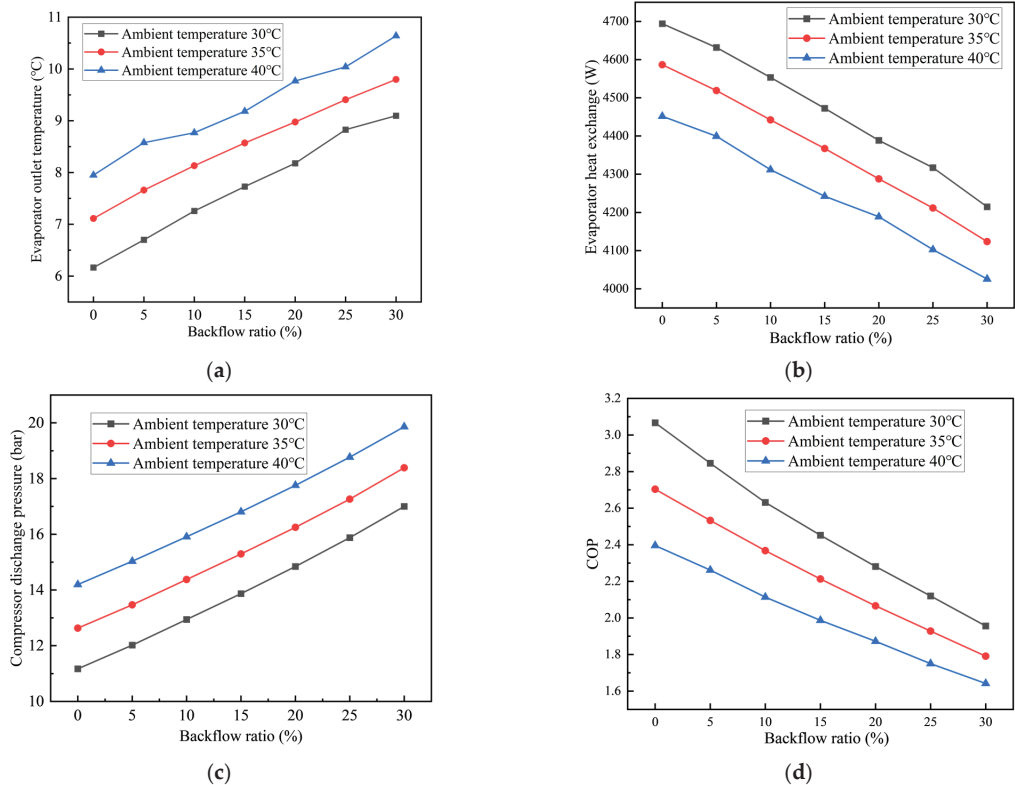 11
10
9
8
7
6
Evaporator outlet temperature (℃)
Ambient temperature 30℃
Ambient temperature 35℃
Ambient temperature 40℃
0 5 10 15 20 25 30
Backflow ratio (%)
(a)
4700
4600
4500
4400
4300
4200
4100
4000
Evaporator heat exchange (W)
Ambient temperature 30℃
Ambient temperature 35℃
Ambient temperature 40℃
0 5 10 15 20 25 30
Backflow ratio (%)
(b)
20
18
16
14
12
10
Compressor discharge pressure (bar)
Ambient temperature 30℃
Ambient temperature 35℃
Ambient temperature 40℃
0 5 10 15 20 25 30
Backflow ratio (%)
(c)
3.2
3.0
2.8
2.6
2.4
2.2
2.0
1.8
1.6
COP
Ambient temperature 30℃
Ambient temperature 35℃
Ambient temperature 40℃
0 5 10 15 20 25 30
Backflow ratio (%)
(d)